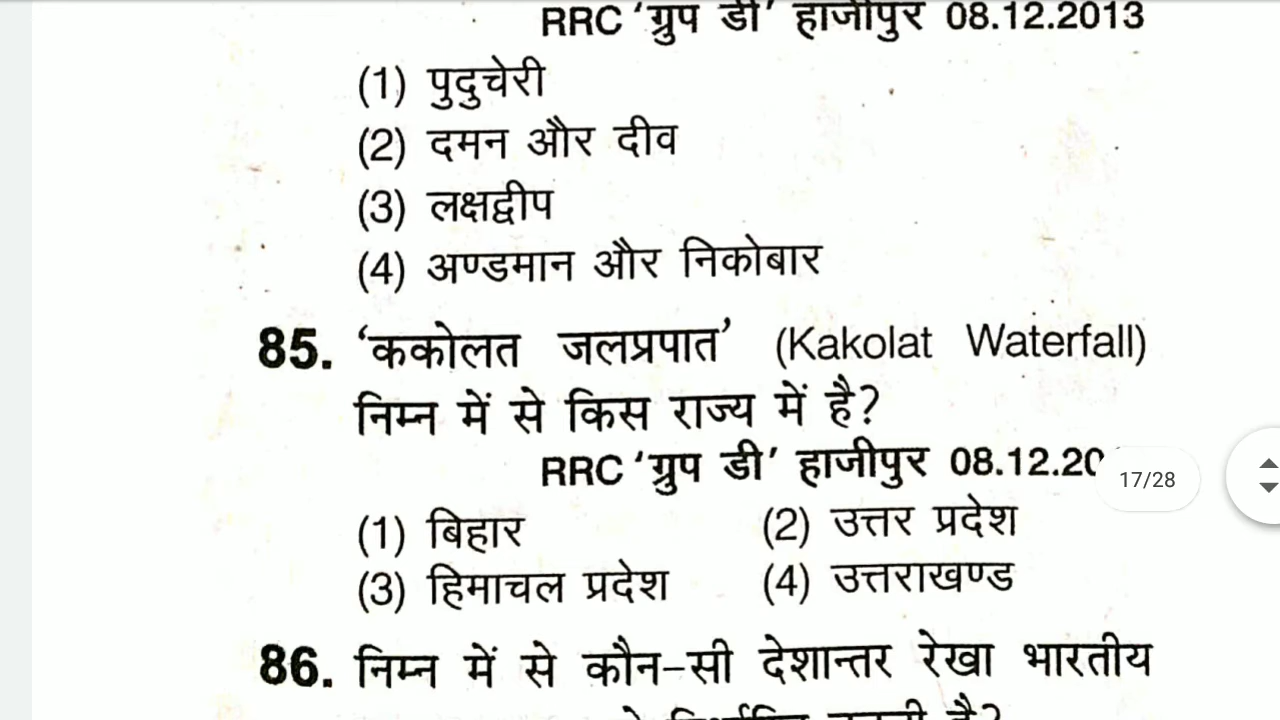 RRC ‘ग्रुप डी’ हाजीपुर 08.12.2013
(1) पुदुचेरी
(2) दमन और दीव
(3) लक्षद्वीप
(4) अण्डमान और निकोबार
85. ‘ककोलत जलप्रपात’ (Kakolat Waterfall)
निम्न में से किस राज्य में है?
RRC ‘ग्रुप डी’ हाजीपुर 08.12.20
17/28
(1) बिहार (2) उत्तर प्रदेश
(3) हिमाचल प्रदेश (4) उत्तराखण्ड
86. निम्न में से कौन-सी देशान्तर रेखा भारतीय
है?